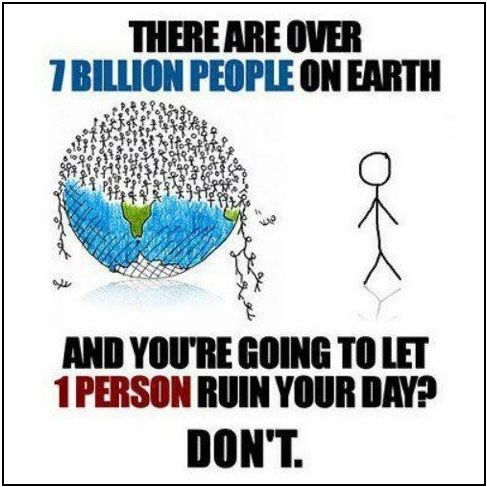 THERE ARE OVER
7 BILLION PEOPLE ON EARTH
AND YOU'RE GOING TO LET
1 PERSON RUIN YOUR DAY?
DON'T.